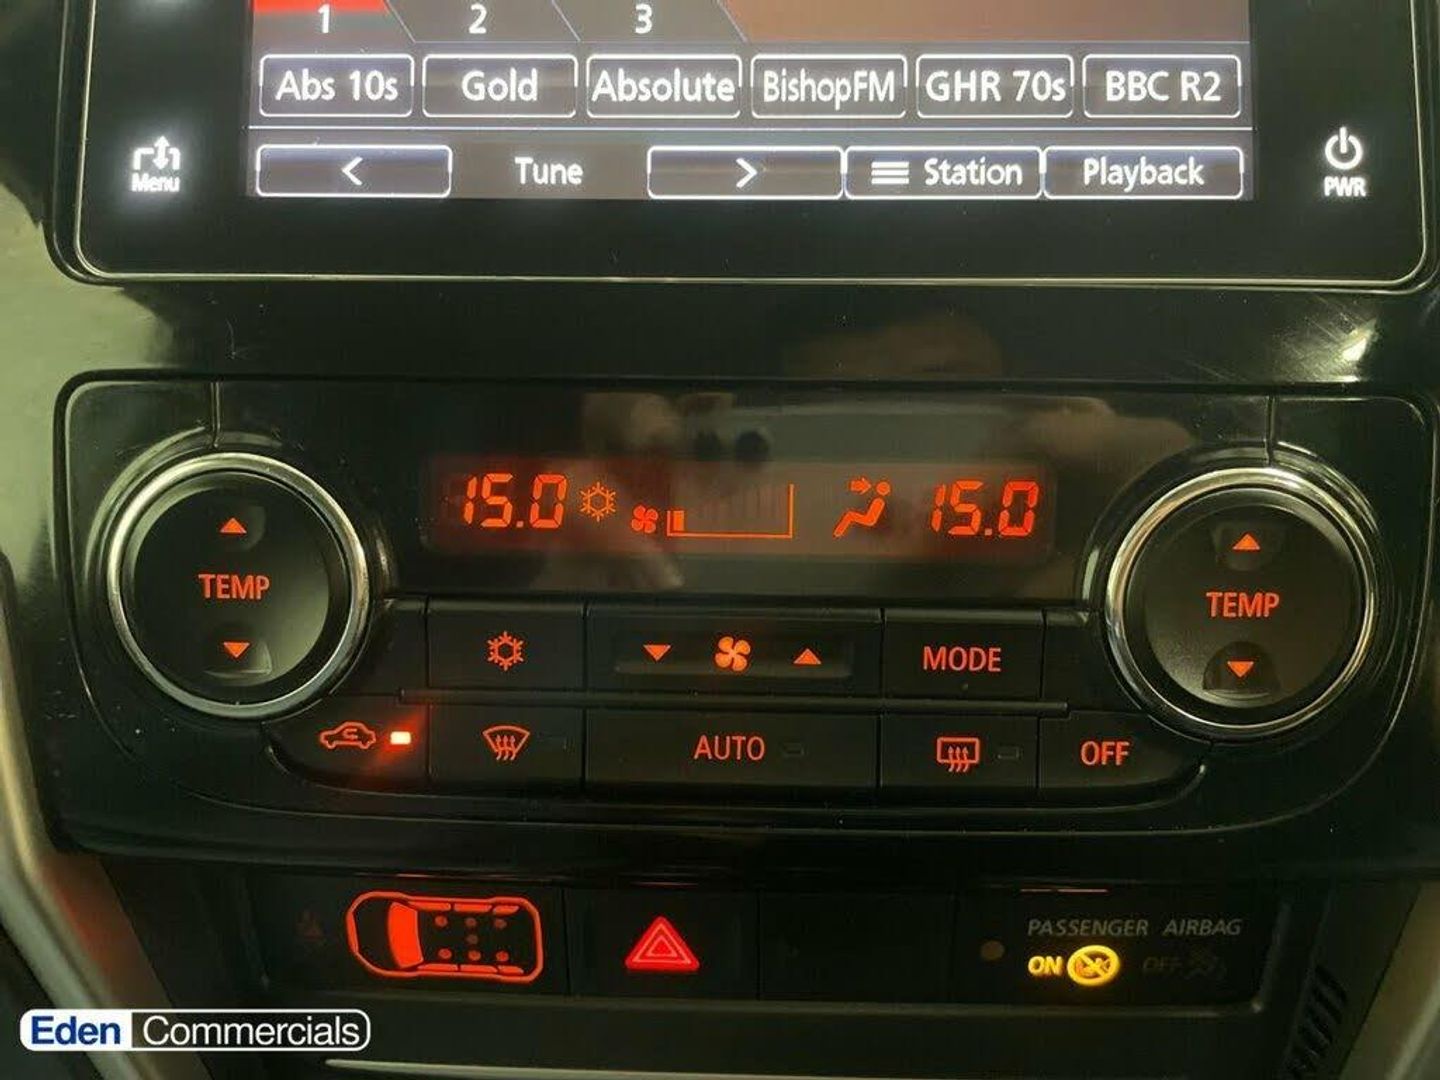 1 2 3
Abs 10s Gold Absolute BishopFM GHR 70s BBC R2
Menu < Tune > Station Playback PWR
15.0 15.0
TEMP TEMP
MODE
AUTO OFF
PASSENGER AIRBAG
ON OFF
Eden Commercials